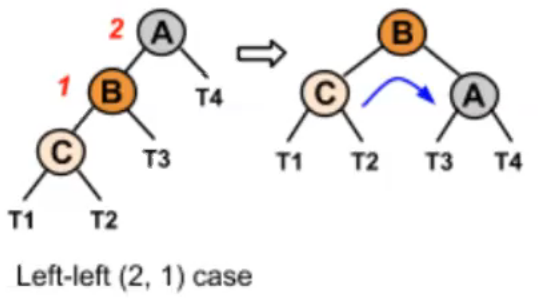 2 A B
1 B T4 C A
C T3 T1 T2 T3 T4
T1 T2
Left-left (2, 1) case